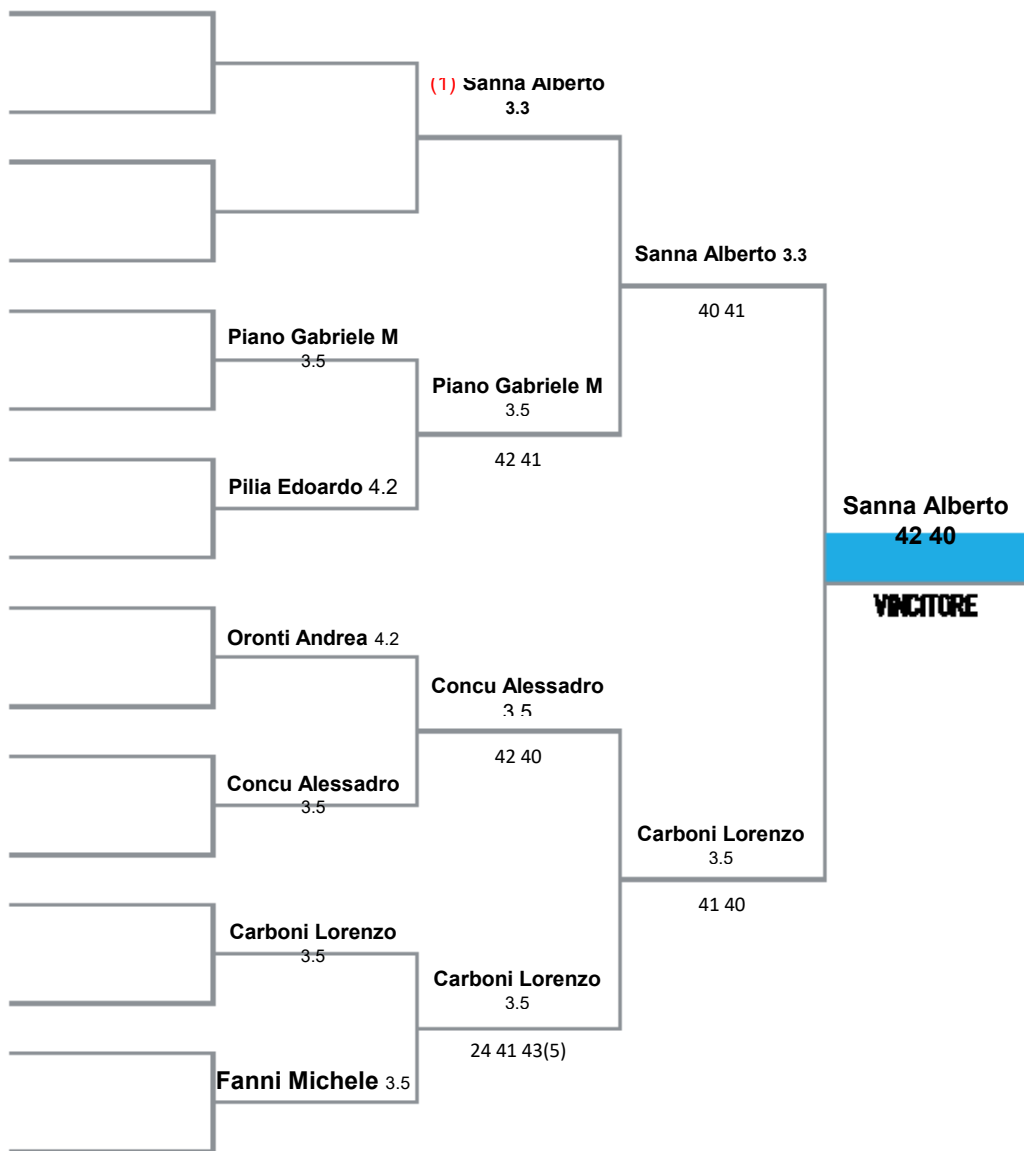 (1) Sanna Alberto
3.3
Sanna Alberto 3.3
40 41
Piano Gabriele M
3.5
Piano Gabriele M
3.5
42 41
Pilia Edoardo 4.2
Sanna Alberto
42 40
VINCITORE
Oronti Andrea 4.2
Concu Alessadro
3.5
42 40
Concu Alessadro
3.5
Carboni Lorenzo
3.5
41 40
Carboni Lorenzo
3.5
Carboni Lorenzo
3.5
24 41 43(5)
Fanni Michele 3.5